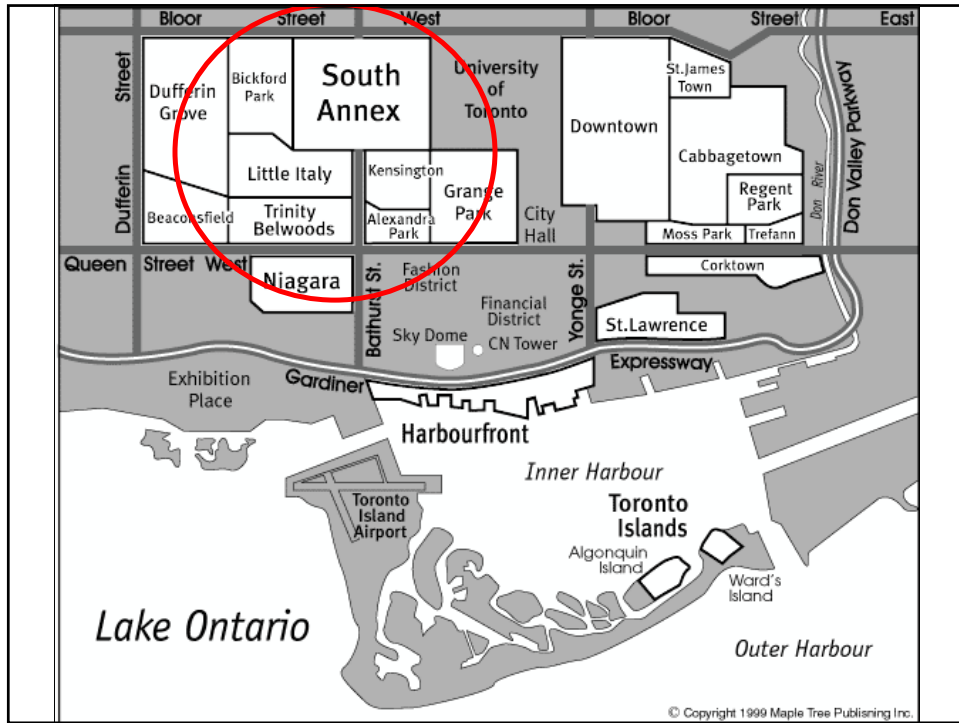 Bloor Street West Bloor Street East
Dufferin Street
Dufferin
Grove
Bickford
Park
South
Annex
University
of
Toronto
Downtown
St.James
Town
Cabbagetown
Regent
Park
Don River
Don Valley Parkway
Little Italy
Kensington
Grange
Park
Beaconsfield
Trinity
Belwoods
Alexandra
Park
City
Hall
Moss Park
Trefann
Queen Street West
Niagara
Bathurst St.
Fashion
District
Financial
District
Sky Dome
CN Tower
Yonge St.
Corktown
St.Lawrence
Exhibition
Place
Gardiner Expressway
Harbourfront
Inner Harbour
Toronto
Island
Airport
Toronto
Islands
Algonquin
Island
Ward's
Island
Lake Ontario
Outer Harbour
© Copyright 1999 Maple Tree Publisning Inc.